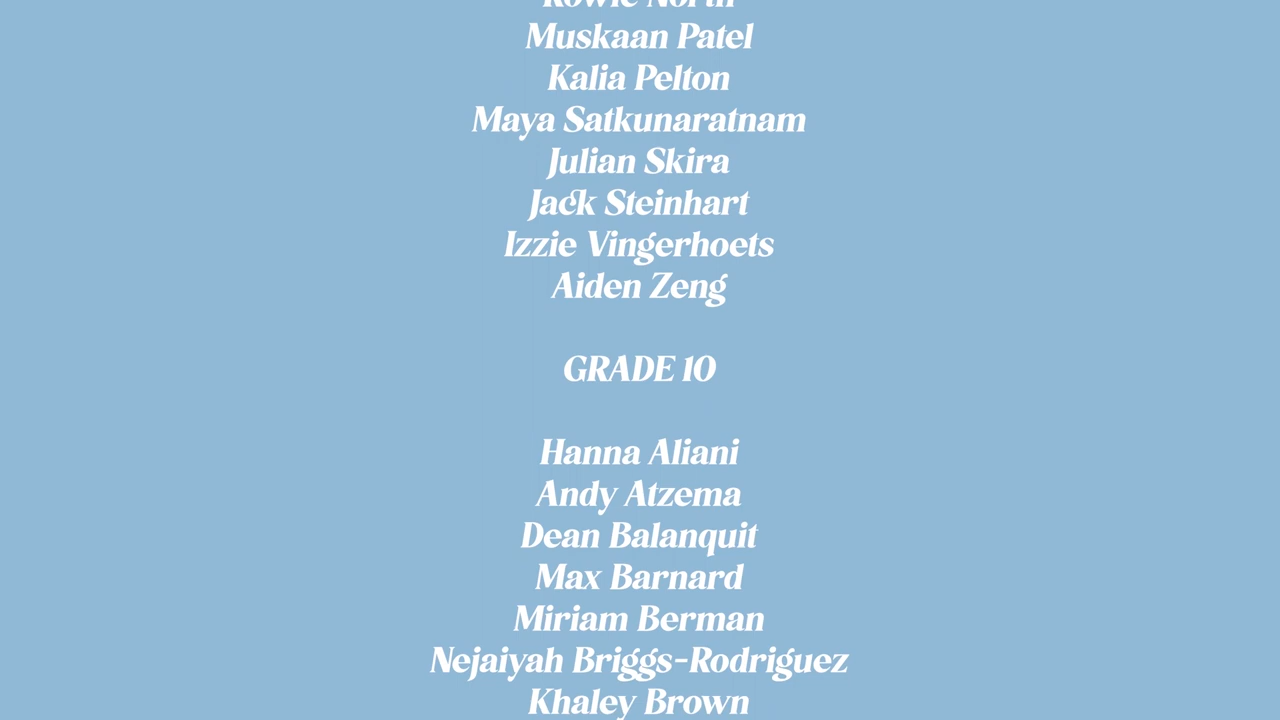 Muskaan Patel
Kalia Pelton
Maya Satkunaratnam
Julian Skira
Jack Steinhart
Izzie Vingerhoets
Aiden Zeng
GRADE 10
Hanna Aliani
Andy Atzema
Dean Balanquit
Max Barnard
Miriam Berman
Nejaiyah Briggs-Rodriguez
Khaley Brown